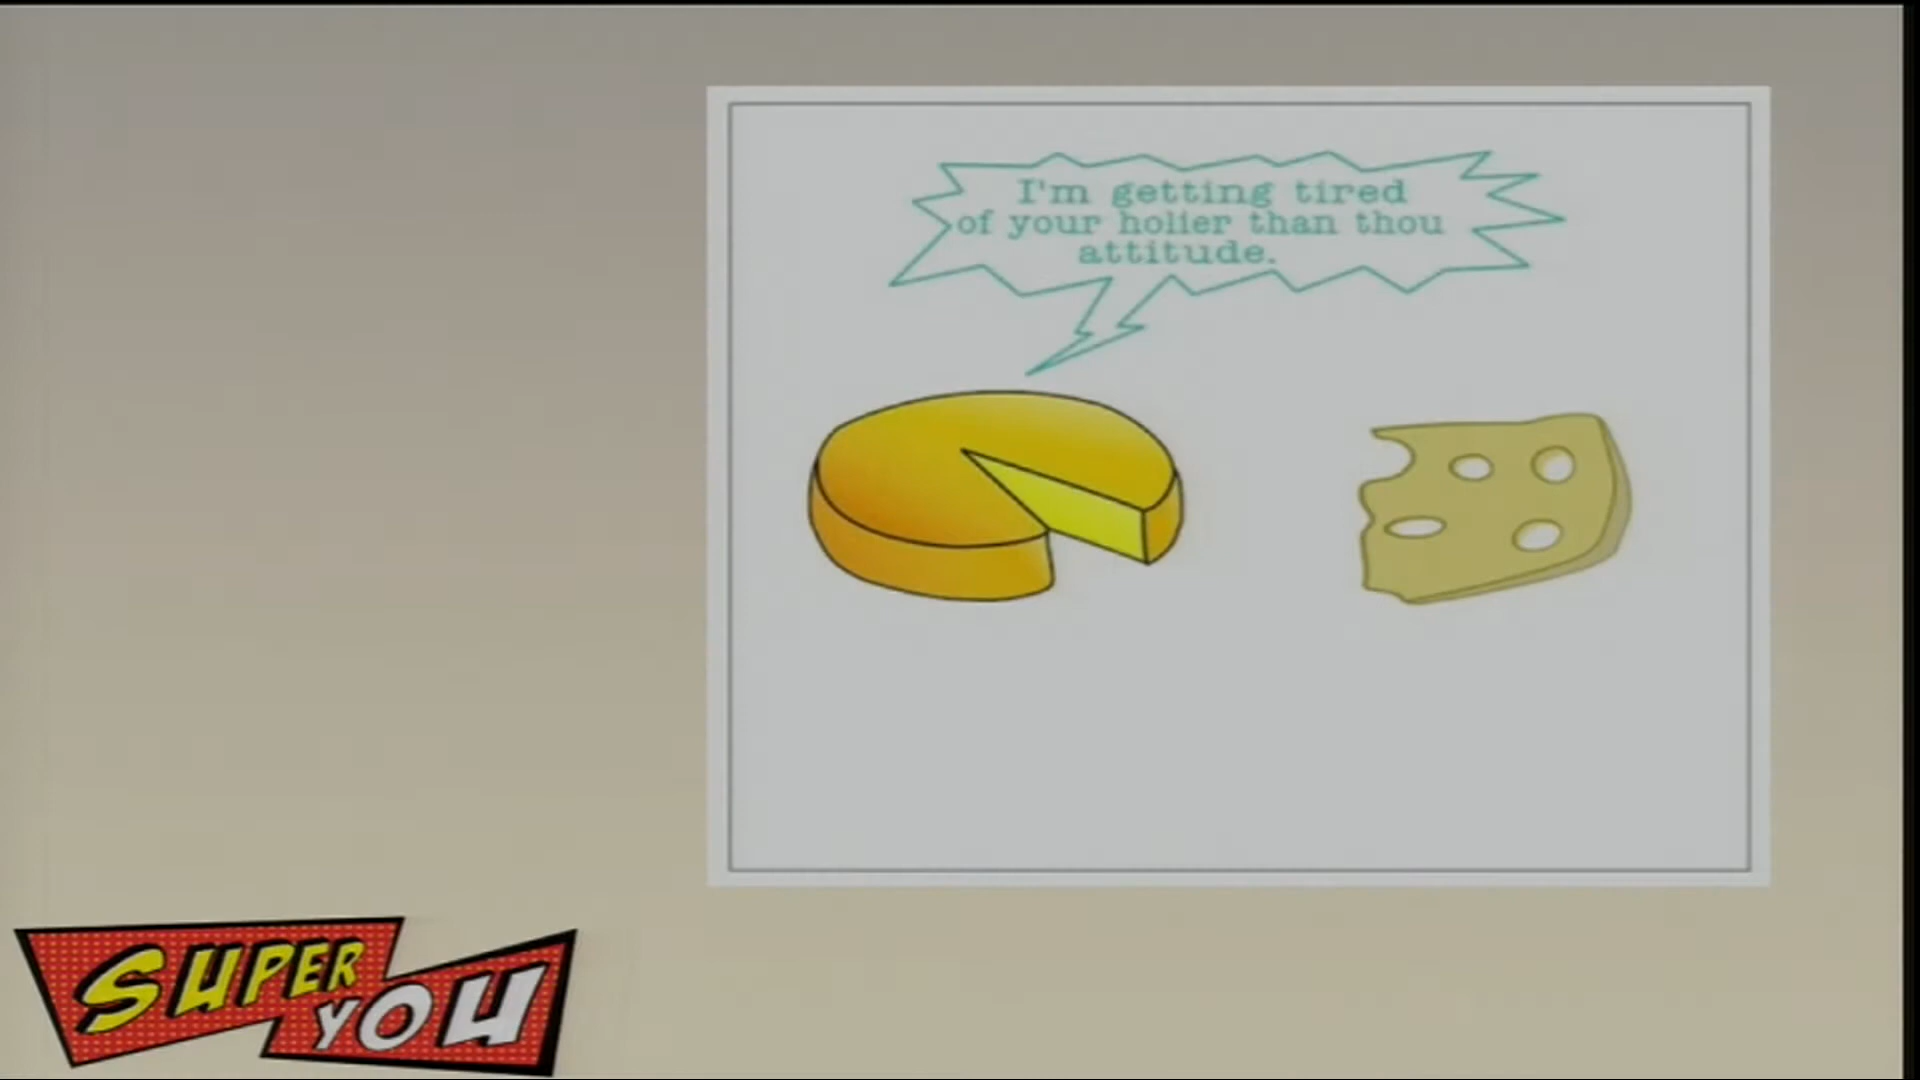 I'm getting tired
of your holier than thou
attitude.
SUPER
YOU